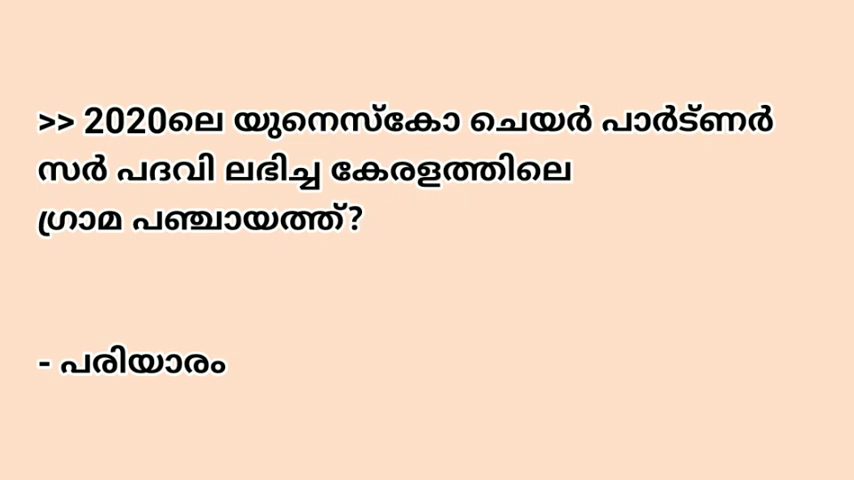 >> 2020ലെ യുനെസ്കോ ചെയർ പാർട്ണർ
സർ പദവി ലഭിച്ച കേരളത്തിലെ
ഗ്രാമ പഞ്ചായത്ത്?
- പരിയാരം